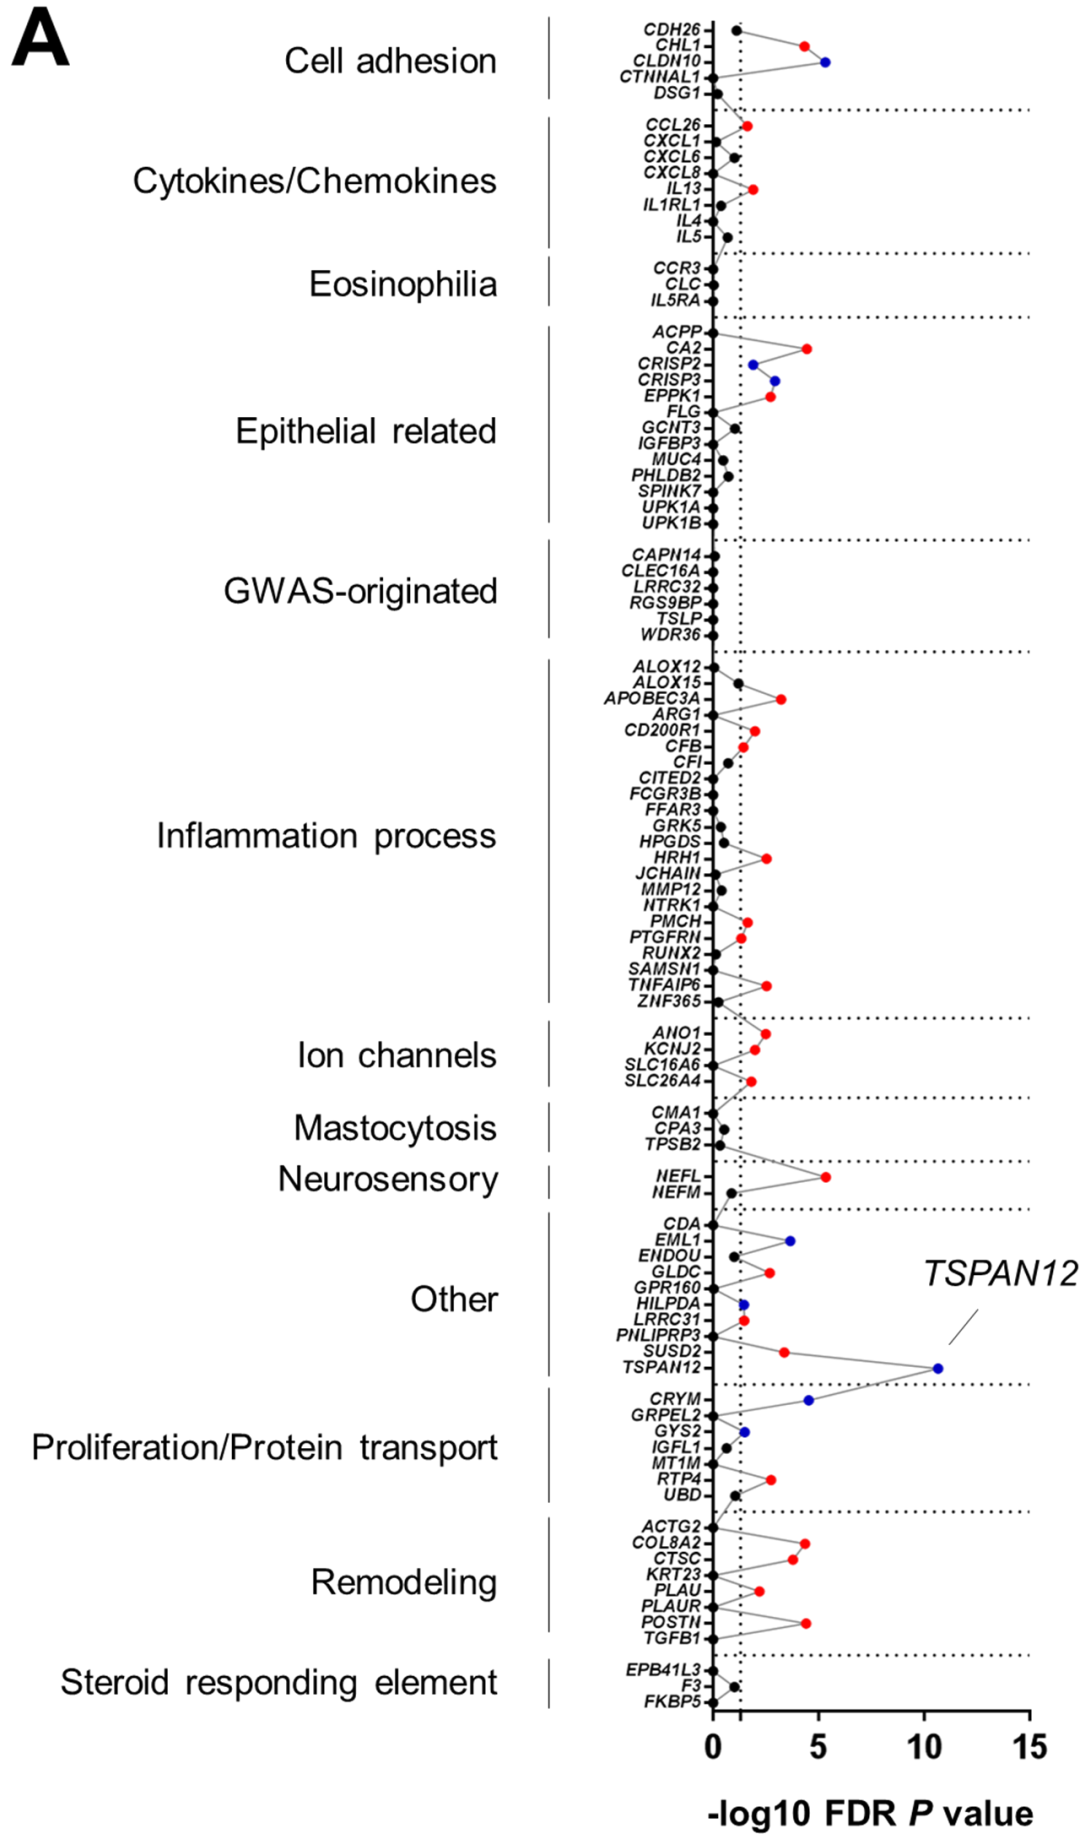 A
Cell adhesion
CDH26
CHL1
CLDN10
CTNNAL1
DSG1
Cytokines/Chemokines
CCL26
CXCL1
CXCL6
CXCL8
IL13
IL1RL1
IL4
IL5
Eosinophilia
CCR3
CLC
IL5RA
Epithelial related
ACPP
CA2
CRISP2
CRISP3
EPPK1
FLG
GCNT3
IGFBP3
MUC4
PHLDB2
SPINK7
UPK1A
UPK1B
GWAS-originated
CAPN14
CLEC16A
LRRC32
RGS9BP
TSLP
WDR36
Inflammation process
ALOX12
ALOX15
APOBEC3A
ARG1
CD200R1
CFB
CFI
CITED2
FCGR3B
FFAR3
GRK5
HPGDS
HRH1
JCHAIN
MMP12
NTRK1
PMCH
PTGFRN
RUNX2
SAMSN1
TNFAIP6
ZNF365
Ion channels
ANO1
KCNJ2
SLC16A6
SLC26A4
Mastocytosis
CMA1
CPA3
TPSB2
Neurosensory
NEFL
NEFM
Other
CDA
EML1
ENDOU
GLDC
GPR160
HILPDA
LRRC31
PNLIPRP3
SUSD2
TSPAN12
TSPAN12
Proliferation/Protein transport
CRYM
GRPEL2
GYS2
IGFL1
MT1M
RTP4
UBD
Remodeling
ACTG2
COL8A2
CTSC
KRT23
PLAU
PLAUR
POSTN
TGFB1
Steroid responding element
EPB41L3
F3
FKBP5
0 5 10 15
-log10 FDR P value